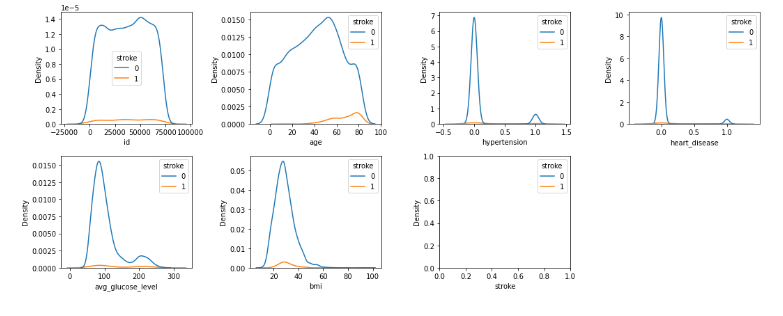 1e−5
1.4
1.2
1.0
0.8
0.6
0.4
0.2
0.0
Density
−25000 0 25000 50000 75000 100000
id
stroke
0
1
0.0150
0.0125
0.0100
0.0075
0.0050
0.0025
0.0000
Density
0 20 40 60 80 100
age
stroke
0
1
7
6
5
4
3
2
1
0
Density
−0.5 0.0 0.5 1.0 1.5
hypertension
stroke
0
1
10
8
6
4
2
0
Density
0.0 0.5 1.0
heart_disease
stroke
0
1
0.0150
0.0125
0.0100
0.0075
0.0050
0.0025
0.0000
Density
0 100 200 300
avg_glucose_level
stroke
0
1
0.05
0.04
0.03
0.02
0.01
0.00
Density
20 40 60 80 100
bmi
stroke
0
1
1.0
0.8
0.6
0.4
0.2
0.0
Density
0.0 0.2 0.4 0.6 0.8 1.0
stroke
stroke
0
1